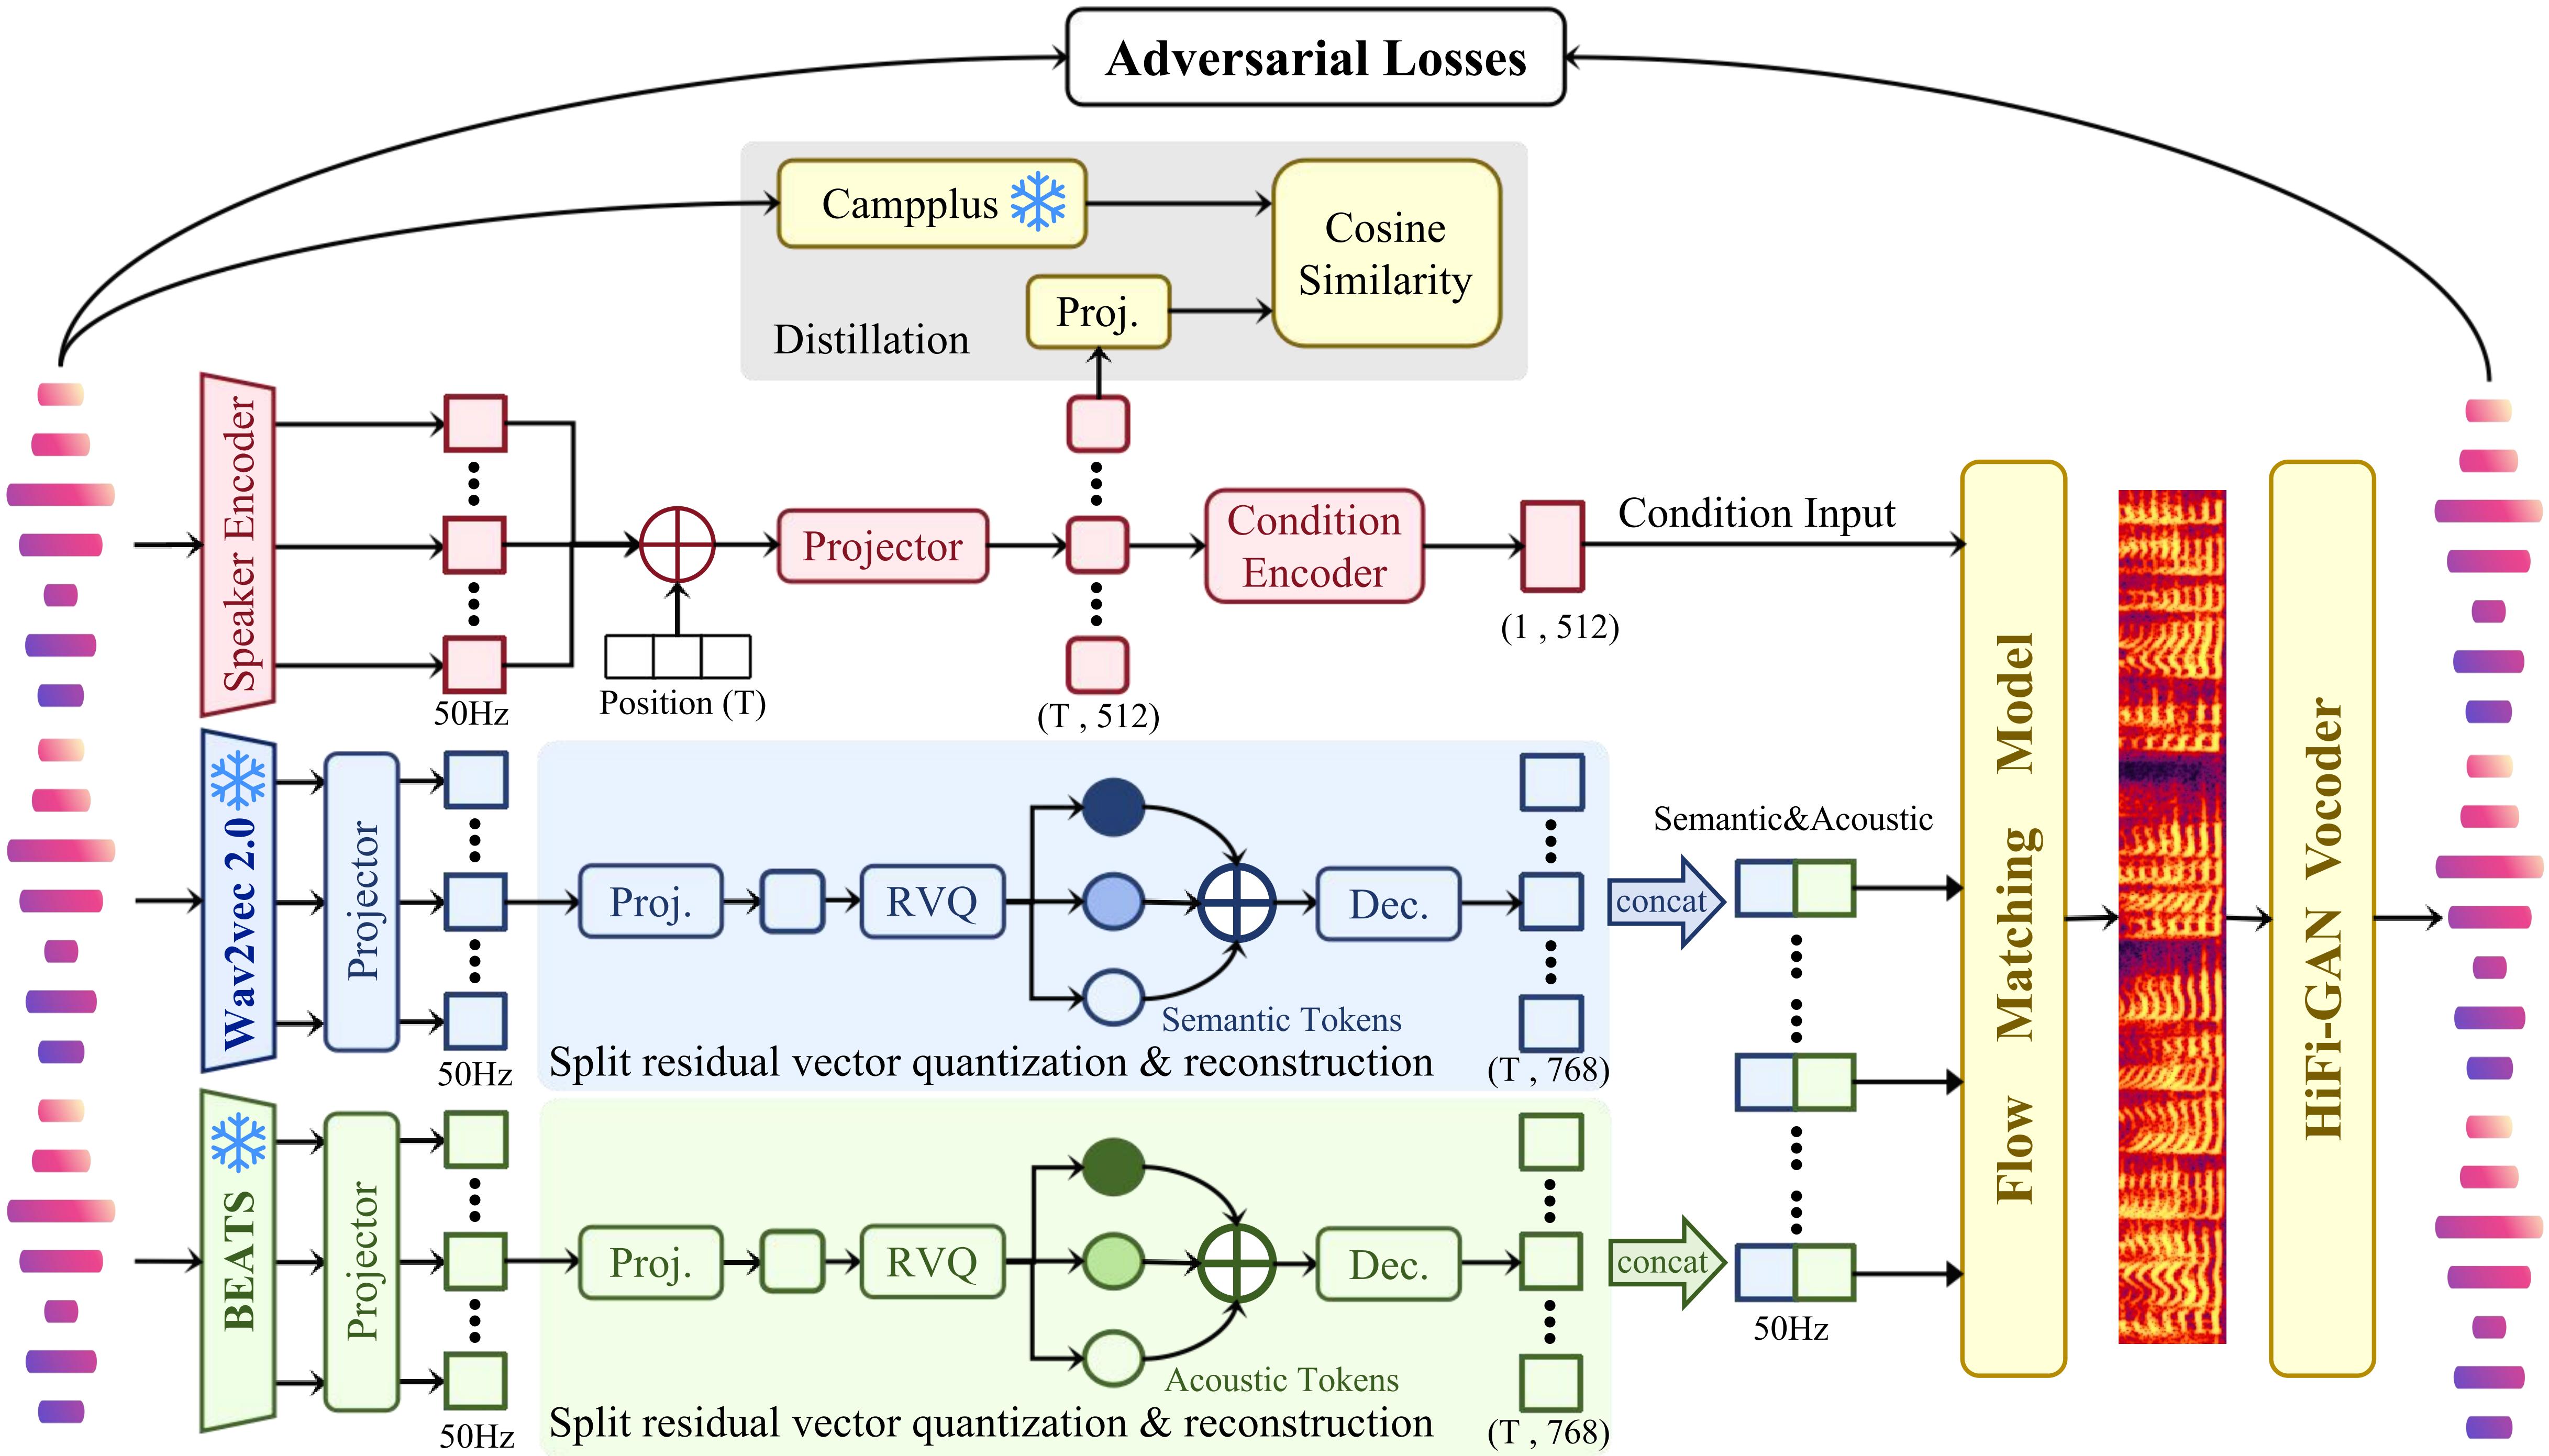 Adversarial Losses
Campplus
Cosine
Similarity
Proj.
Distillation
Speaker Encoder
50Hz
Position (T)
Projector
(T , 512)
Condition
Encoder
(1 , 512)
Condition Input
Wav2vec 2.0
Projector
50Hz
Proj.
RVQ
Dec.
Semantic Tokens
Split residual vector quantization & reconstruction
(T , 768)
concat
Semantic&Acoustic
BEATS
Projector
50Hz
Proj.
RVQ
Dec.
Acoustic Tokens
Split residual vector quantization & reconstruction
(T , 768)
concat
50Hz
Flow Matching Model
HiFi-GAN Vocoder